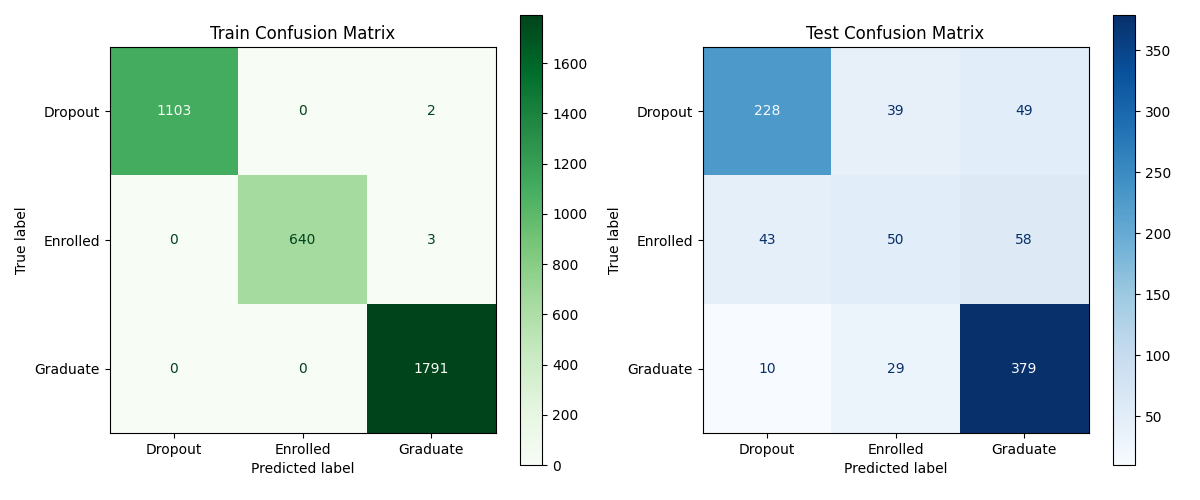 Train Confusion Matrix
True label
Dropout
Enrolled
Graduate
1103 0 2
0 640 3
0 0 1791
Dropout Enrolled Graduate
Predicted label
1600
1400
1200
1000
800
600
400
200
0
Test Confusion Matrix
True label
Dropout
Enrolled
Graduate
228 39 49
43 50 58
10 29 379
Dropout Enrolled Graduate
Predicted label
350
300
250
200
150
100
50